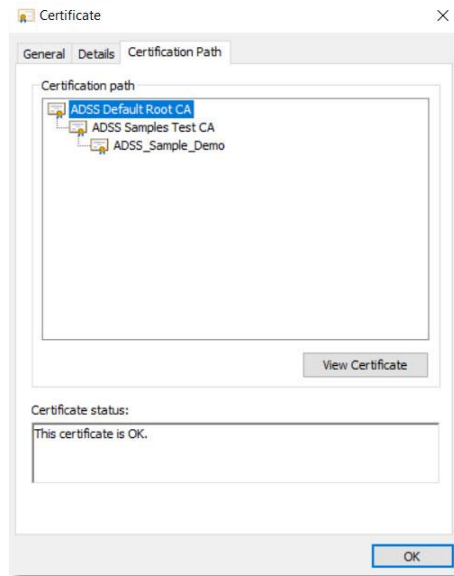 Certificate
General Details Certification Path
Certification path
ADSS Default Root CA
ADSS Samples Test CA
ADSS_Sample_Demo
View Certificate
Certificate status:
This certificate is OK.
OK